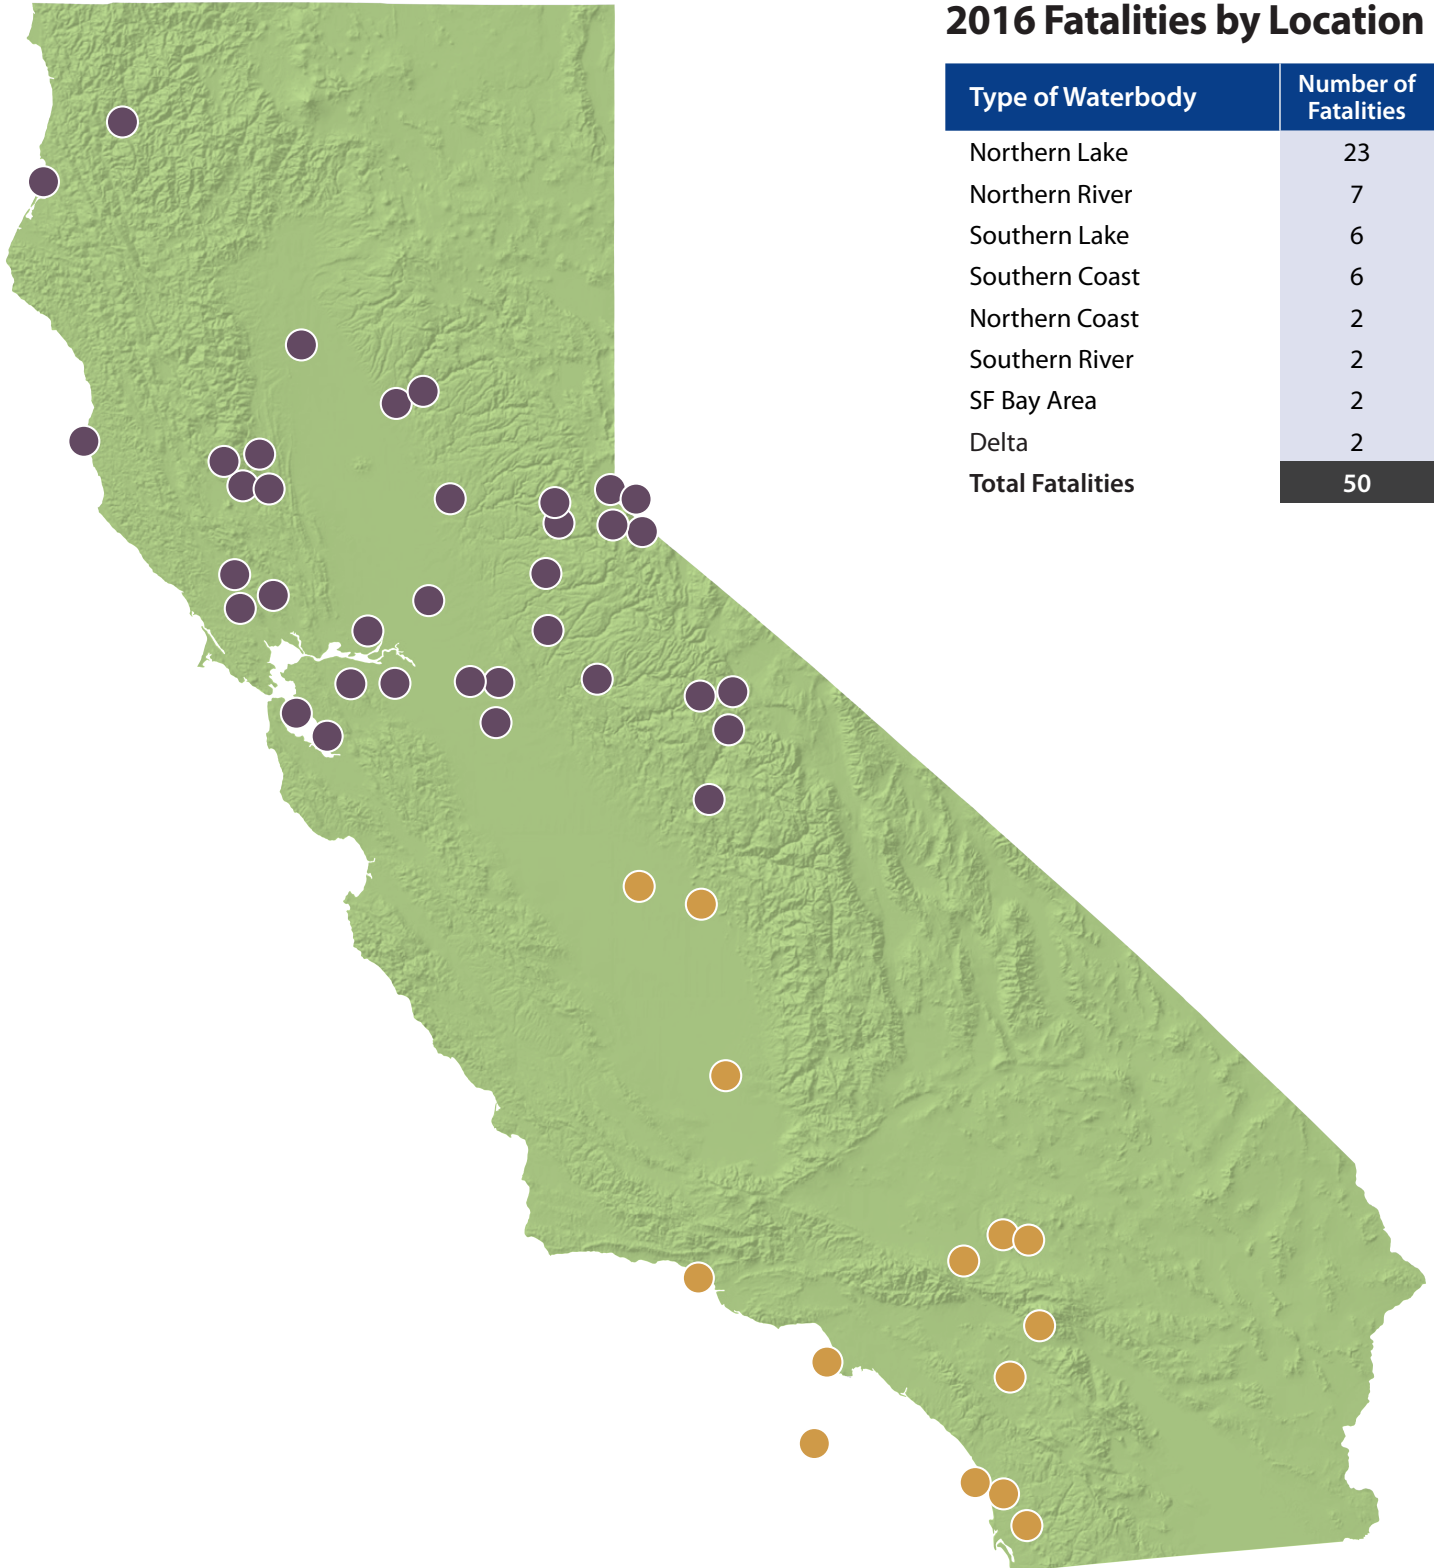 2016 Fatalities by Location
Type of Waterbody
Number of
Fatalities
Northern Lake 23
Northern River 7
Southern Lake 6
Southern Coast 6
Northern Coast 2
Southern River 2
SF Bay Area 2
Delta 2
Total Fatalities 50